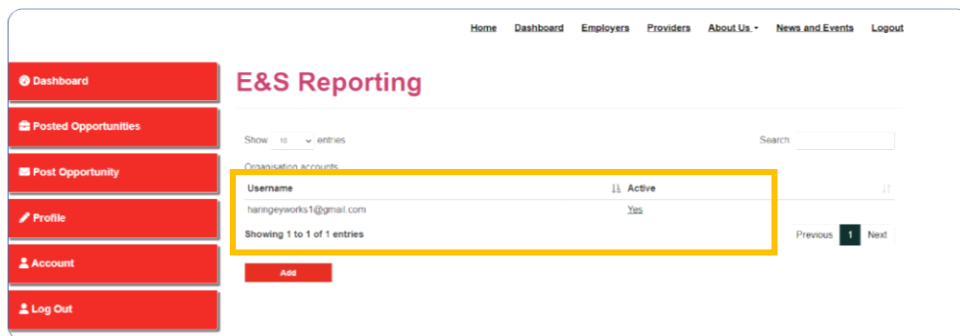 Home Dashboard Employers Providers About Us News and Events Logout
Dashboard
Posted Opportunities
Post Opportunity
Profile
Account
Log Out
E&S Reporting
Show 10 entries Search
Organisation accounts
Username Active
haringeyworks1@gmail.com Yes
Showing 1 to 1 of 1 entries Previous 1 Next
Add